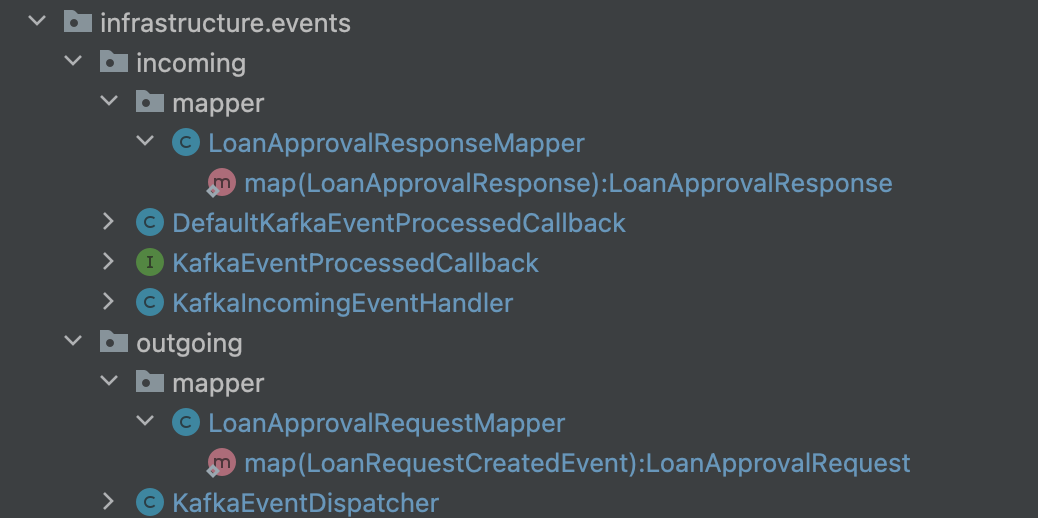 infrastructure.events
incoming
mapper
C LoanApprovalResponseMapper
m map(LoanApprovalResponse):LoanApprovalResponse
C DefaultKafkaEventProcessedCallback
I KafkaEventProcessedCallback
C KafkaIncomingEventHandler
outgoing
mapper
C LoanApprovalRequestMapper
m map(LoanRequestCreatedEvent):LoanApprovalRequest
C KafkaEventDispatcher